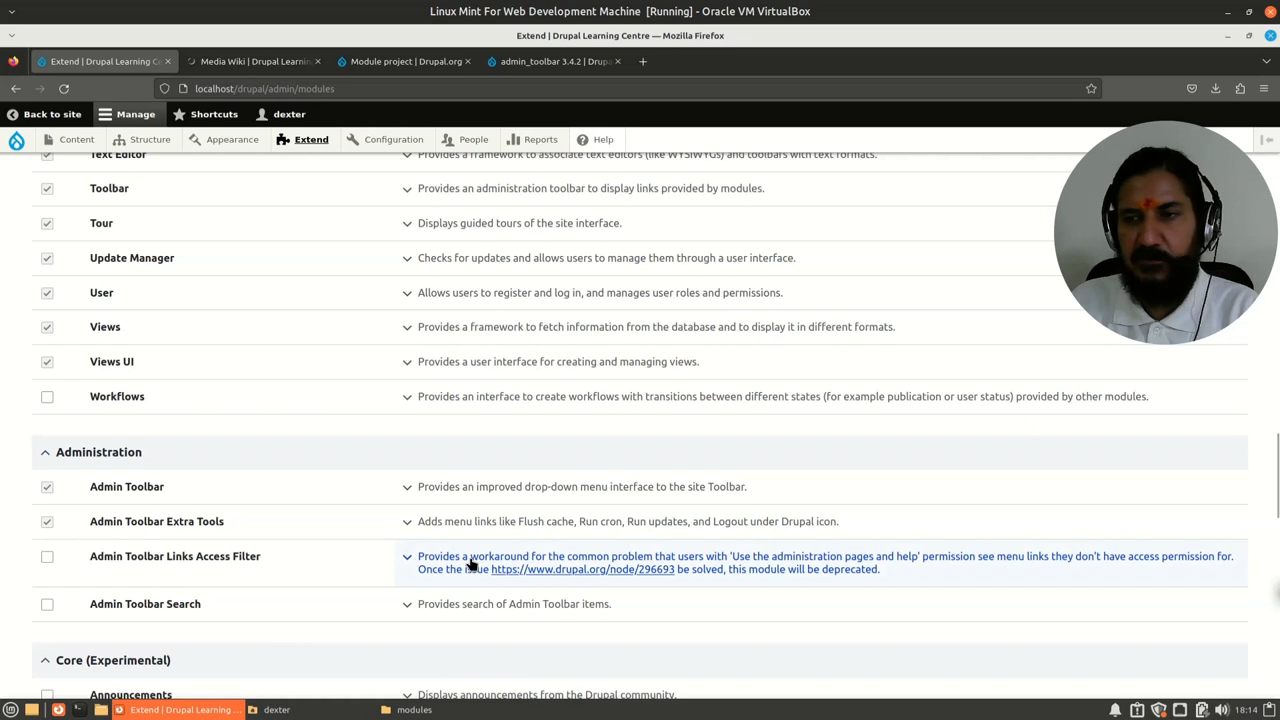 Linux Mint For Web Development Machine [Running] - Oracle VM VirtualBox
Extend | Drupal Learning Centre — Mozilla Firefox
Extend | Drupal Learning Ce
Media Wiki | Drupal Learnin
Module project | Drupal.org
admin_toolbar 3.4.2 | Drupa
localhost/drupal/admin/modules
Back to site
Manage
Shortcuts
dexter
Content
Structure
Appearance
Extend
Configuration
People
Reports
Help
Text Editor
Provides a framework to associate text editors (like WYSIWYGs) and toolbars with text formats.
Toolbar
Provides an administration toolbar to display links provided by modules.
Tour
Displays guided tours of the site interface.
Update Manager
Checks for updates and allows users to manage them through a user interface.
User
Allows users to register and log in, and manages user roles and permissions.
Views
Provides a framework to fetch information from the database and to display it in different formats.
Views UI
Provides a user interface for creating and managing views.
Workflows
Provides an interface to create workflows with transitions between different states (for example publication or user status) provided by other modules.
Administration
Admin Toolbar
Provides an improved drop-down menu interface to the site Toolbar.
Admin Toolbar Extra Tools
Adds menu links like Flush cache, Run cron, Run updates, and Logout under Drupal icon.
Admin Toolbar Links Access Filter
Provides a workaround for the common problem that users with 'Use the administration pages and help' permission see menu links they don't have access permission for.
Once the issue https://www.drupal.org/node/296693 be solved, this module will be deprecated.
Admin Toolbar Search
Provides search of Admin Toolbar items.
Core (Experimental)
Announcements
Displays announcements from the Drupal community.
Extend | Drupal Learning ...
dexter
modules
18:14